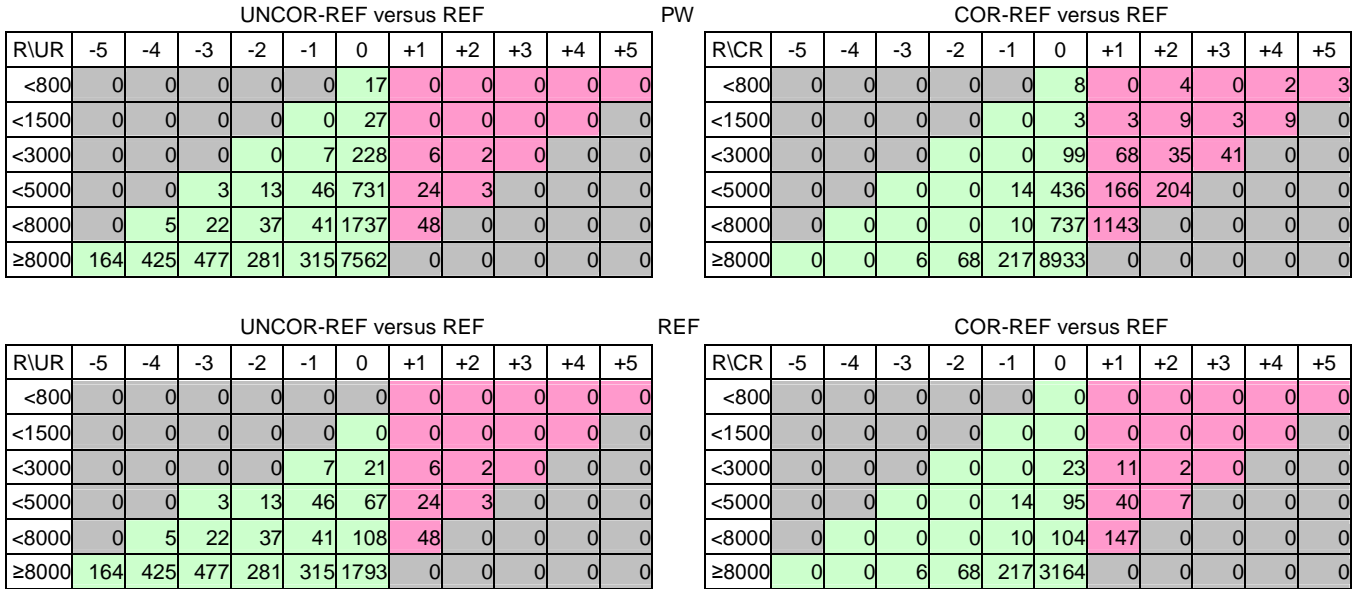 UNCOR-REF versus REF PW COR-REF versus REF
R\UR -5 -4 -3 -2 -1 0 +1 +2 +3 +4 +5 R\CR -5 -4 -3 -2 -1 0 +1 +2 +3 +4 +5
<800 0 0 0 0 0 17 0 0 0 0 0 <800 0 0 0 0 0 8 0 4 0 2 3
<1500 0 0 0 0 0 27 0 0 0 0 0 <1500 0 0 0 0 0 3 3 9 3 9 0
<3000 0 0 0 0 7 228 6 2 0 0 0 <3000 0 0 0 0 0 99 68 35 41 0 0
<5000 0 0 3 13 46 731 24 3 0 0 0 <5000 0 0 0 0 14 436 166 204 0 0 0
<8000 0 5 22 37 41 1737 48 0 0 0 0 <8000 0 0 0 0 10 737 1143 0 0 0 0
≥8000 164 425 477 281 315 7562 0 0 0 0 0 ≥8000 0 0 6 68 217 8933 0 0 0 0 0
UNCOR-REF versus REF REF COR-REF versus REF
R\UR -5 -4 -3 -2 -1 0 +1 +2 +3 +4 +5 R\CR -5 -4 -3 -2 -1 0 +1 +2 +3 +4 +5
<800 0 0 0 0 0 0 0 0 0 0 0 <800 0 0 0 0 0 0 0 0 0 0 0
<1500 0 0 0 0 0 0 0 0 0 0 0 <1500 0 0 0 0 0 0 0 0 0 0 0
<3000 0 0 0 0 7 21 6 2 0 0 0 <3000 0 0 0 0 0 23 11 2 0 0 0
<5000 0 0 3 13 46 67 24 3 0 0 0 <5000 0 0 0 0 14 95 40 7 0 0 0
<8000 0 5 22 37 41 108 48 0 0 0 0 <8000 0 0 0 0 10 104 147 0 0 0 0
≥8000 164 425 477 281 315 1793 0 0 0 0 0 ≥8000 0 0 6 68 217 3164 0 0 0 0 0